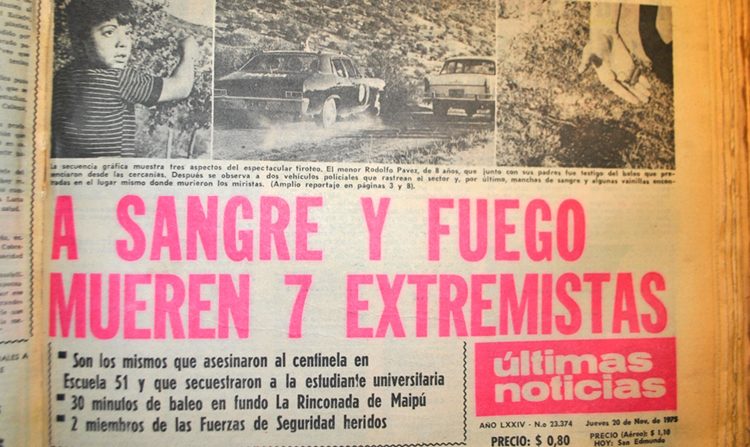 La secuencia gráfica muestra tres aspectos del espectacular tiroteo. El menor Rodolfo Pavez, de 8 años, que junto con sus padres fue testigo del baleo que pre-
senciaron desde las cercanías. Después se observa a dos vehículos policiales que rastrean el sector y, por último, manchas de sangre y algunas vainillas encon-
tradas en el lugar mismo donde murieron los miristas. (Amplio reportaje en páginas 3 y 8).
A SANGRE Y FUEGO
MUEREN 7 EXTREMISTAS
Son los mismos que asesinaron al centinela en
Escuela 51 y que secuestraron a la estudiante universitaria
30 minutos de baleo en fundo La Rinconada de Maipú
2 miembros de las Fuerzas de Seguridad heridos
últimas
noticias
AÑO LXXIV - N.o 23.374 Jueves 20 de Nov. de 1975
PRECIO: $ 0,80
PRECIO (Aéreo): $ 1,10
HOY: San Edmundo